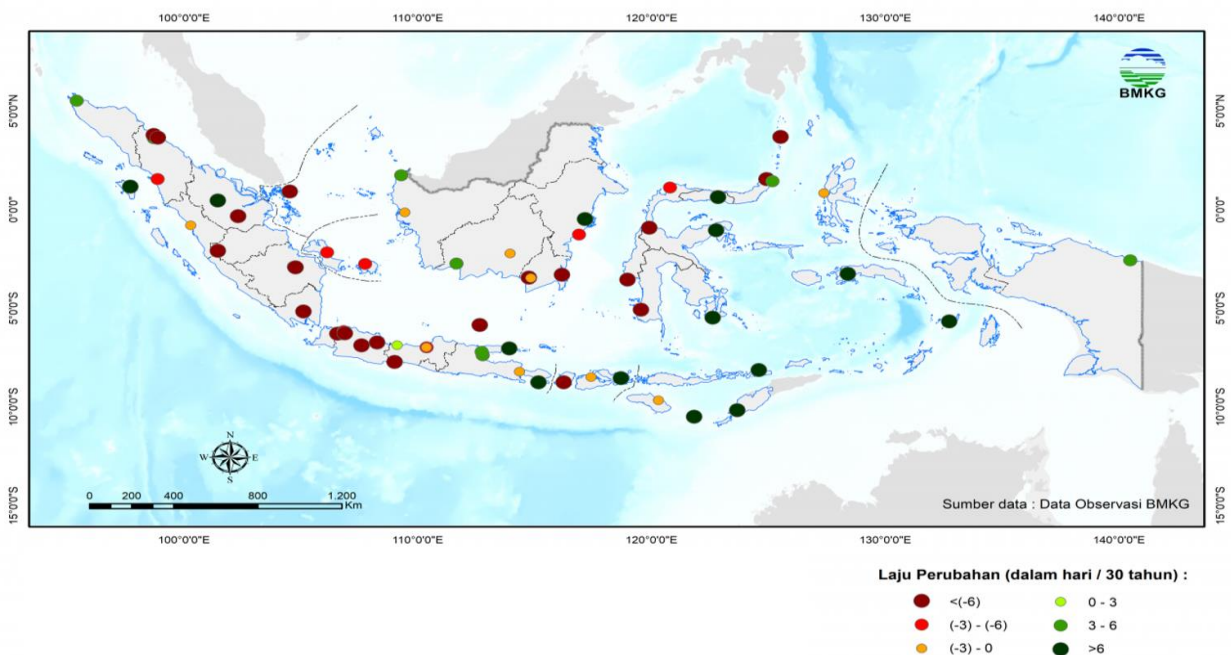 100°0'0"E 110°0'0"E 120°0'0"E 130°0'0"E 140°0'0"E
BMKG
5°0'0"N 5°0'0"N
0°0'0" 0°0'0"
5°0'0"S 5°0'0"S
10°0'0"S 10°0'0"S
15°0'0"S 15°0'0"S
N
W E
S
0 200 400 800 1.200
Km
Sumber data : Data Observasi BMKG
100°0'0"E 110°0'0"E 120°0'0"E 130°0'0"E 140°0'0"E
Laju Perubahan (dalam hari / 30 tahun) :
<(-6) 0 - 3
(-3) - (-6) 3 - 6
(-3) - 0 >6